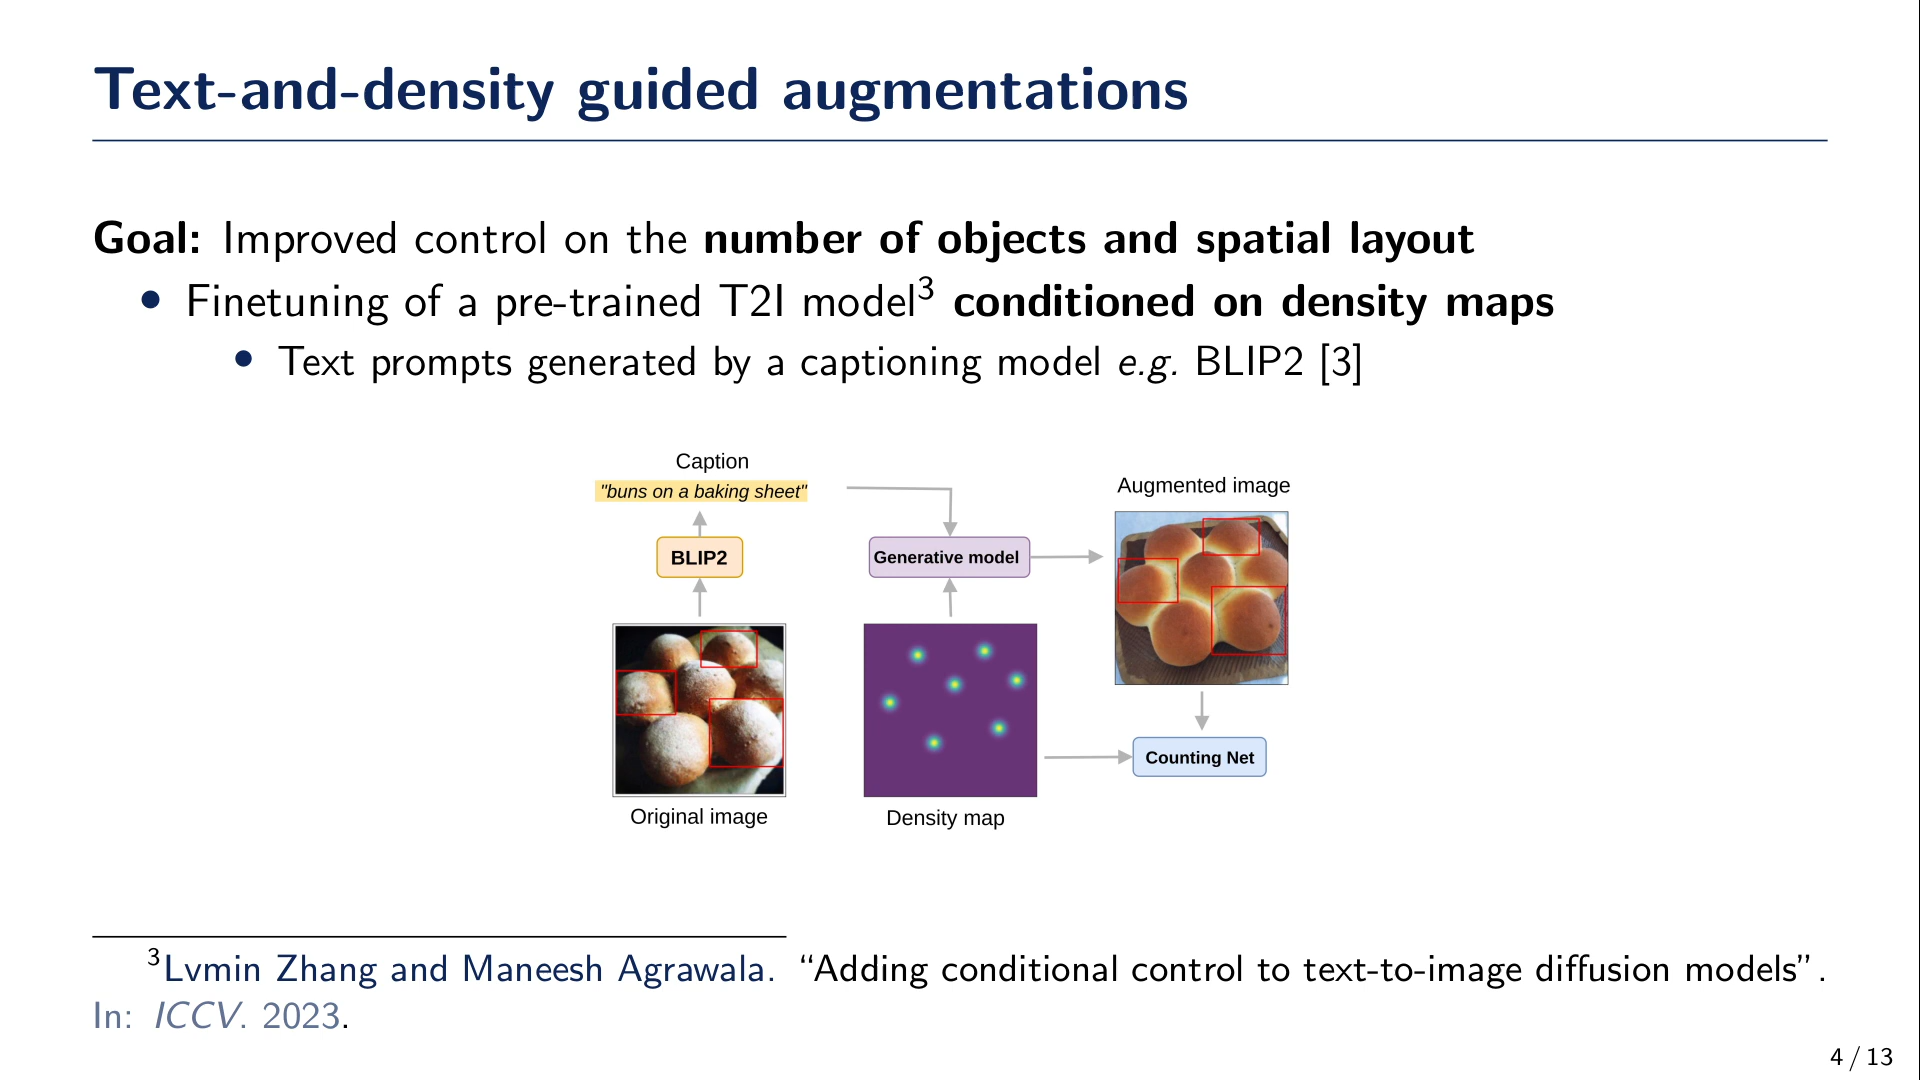 Text-and-density guided augmentations
Goal: Improved control on the number of objects and spatial layout
• Finetuning of a pre-trained T2I model³ conditioned on density maps
• Text prompts generated by a captioning model e.g. BLIP2 [3]
Caption
"buns on a baking sheet"
BLIP2
Original image
Generative model
Density map
Augmented image
Counting Net
³Lvmin Zhang and Maneesh Agrawala. “Adding conditional control to text-to-image diffusion models”.
In: ICCV. 2023.
4 / 13